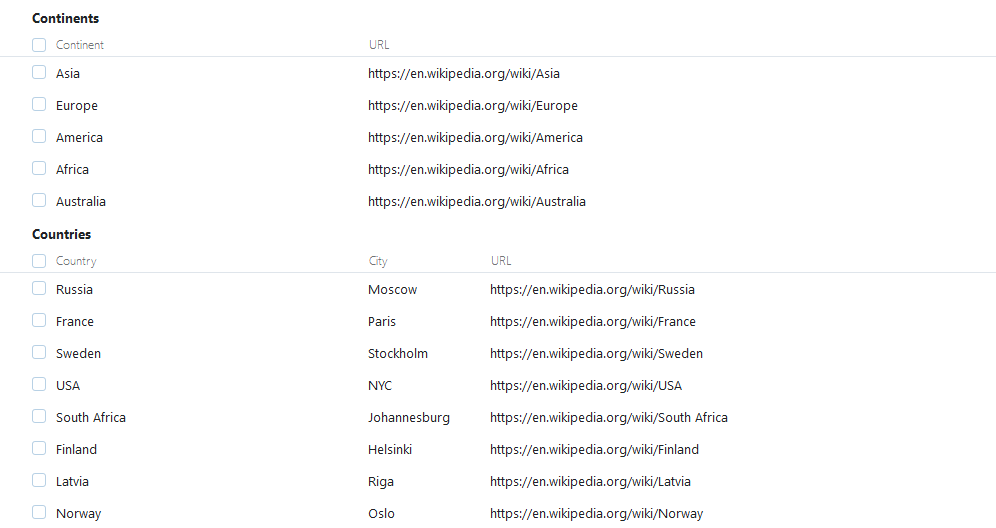 Continents
Continent URL
Asia https://en.wikipedia.org/wiki/Asia
Europe https://en.wikipedia.org/wiki/Europe
America https://en.wikipedia.org/wiki/America
Africa https://en.wikipedia.org/wiki/Africa
Australia https://en.wikipedia.org/wiki/Australia
Countries
Country City URL
Russia Moscow https://en.wikipedia.org/wiki/Russia
France Paris https://en.wikipedia.org/wiki/France
Sweden Stockholm https://en.wikipedia.org/wiki/Sweden
USA NYC https://en.wikipedia.org/wiki/USA
South Africa Johannesburg https://en.wikipedia.org/wiki/South Africa
Finland Helsinki https://en.wikipedia.org/wiki/Finland
Latvia Riga https://en.wikipedia.org/wiki/Latvia
Norway Oslo https://en.wikipedia.org/wiki/Norway